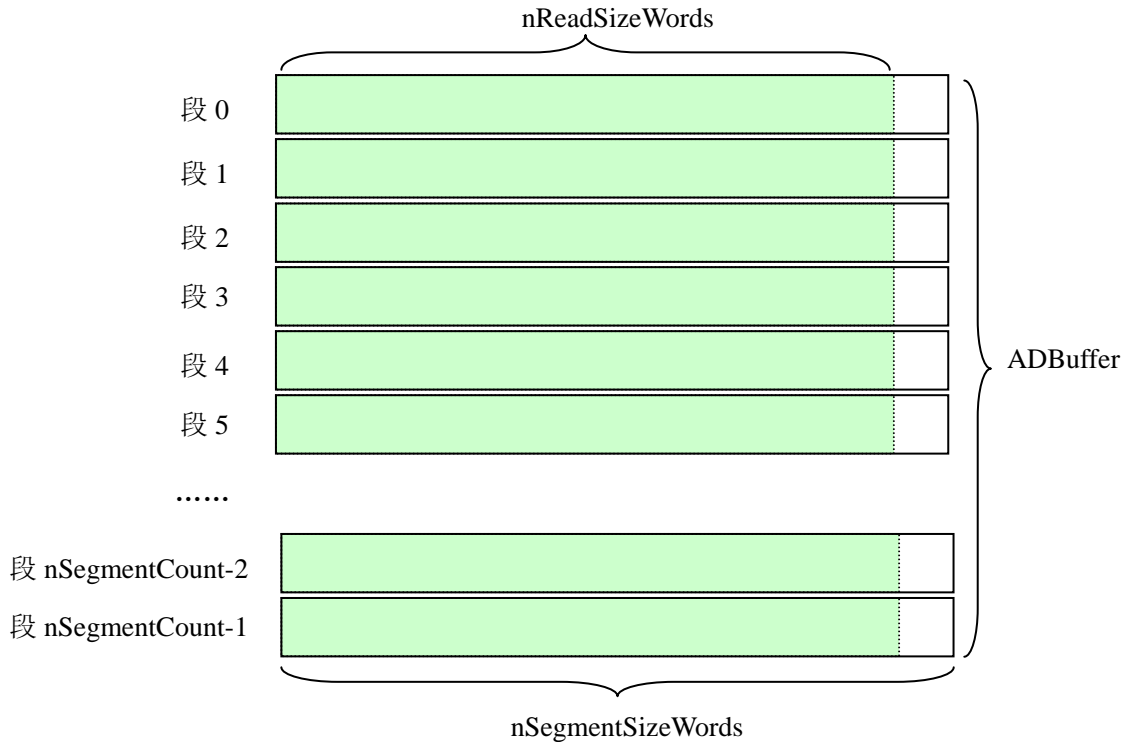 nReadSizeWords
段 0
段 1
段 2
段 3
段 4
ADBuffer
段 5
……
段 nSegmentCount-2
段 nSegmentCount-1
nSegmentSizeWords